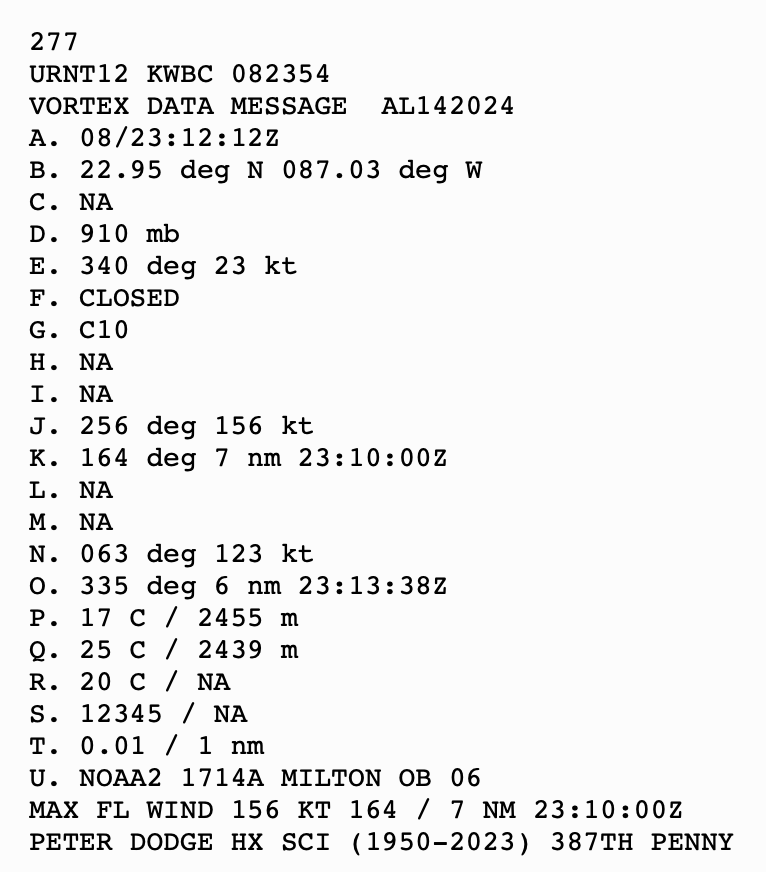 277
URNT12 KWBC 082354
VORTEX DATA MESSAGE  AL142024
A. 08/23:12:12Z
B. 22.95 deg N 087.03 deg W
C. NA
D. 910 mb
E. 340 deg 23 kt
F. CLOSED
G. C10
H. NA
I. NA
J. 256 deg 156 kt
K. 164 deg 7 nm 23:10:00Z
L. NA
M. NA
N. 063 deg 123 kt
O. 335 deg 6 nm 23:13:38Z
P. 17 C / 2455 m
Q. 25 C / 2439 m
R. 20 C / NA
S. 12345 / NA
T. 0.01 / 1 nm
U. NOAA2 1714A MILTON OB 06
MAX FL WIND 156 KT 164 / 7 NM 23:10:00Z
PETER DODGE HX SCI (1950-2023) 387TH PENNY